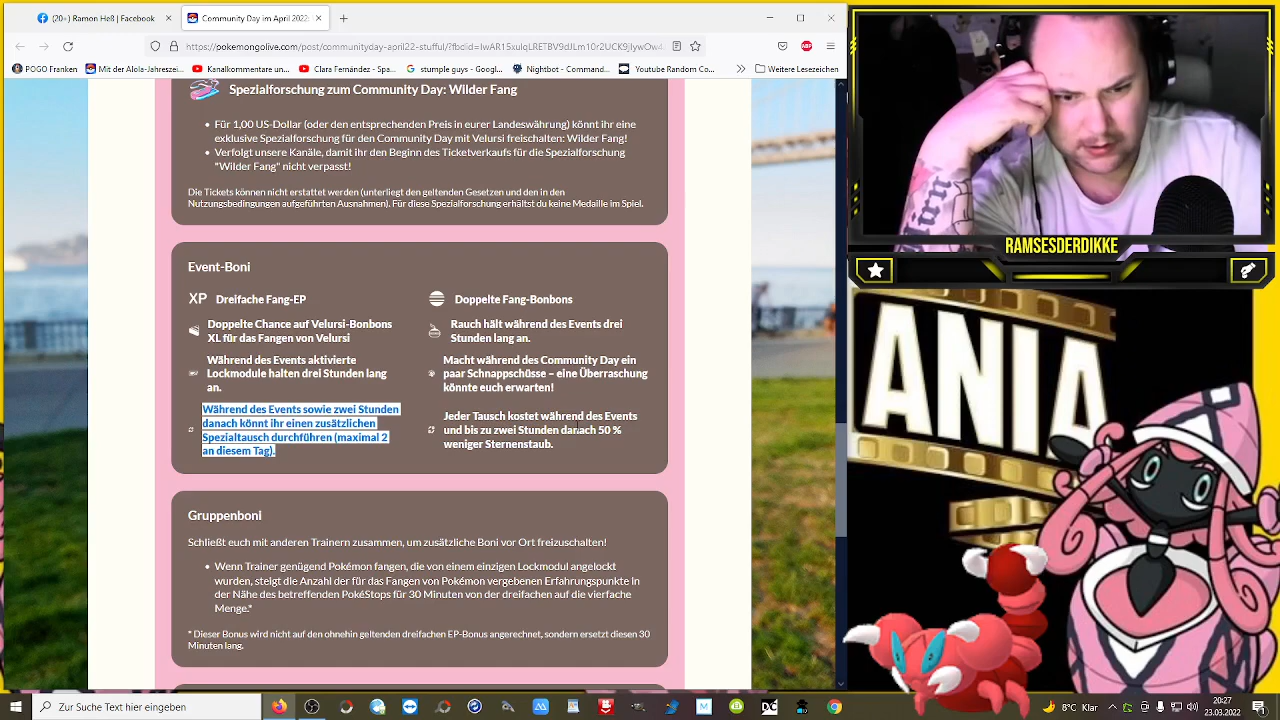 (20+) Ramon Hell | Facebook
Community Day April 2022:
https://pokemongolive.com/post/communityday-april22-stufful/?fbclid=
POGO Franken
Mit der Jahreszei...
Kanalkommentare un...
Clara Fernández - Spa...
stumple guys - Googl...
Nightbot - Comman...
Youtube Random Co...
Weitere Lesezeichen
Spezialforschung zum Community Day: Wilder Fang
Für 1,00 US-Dollar (oder den entsprechenden Preis in eurer Landeswährung) könnt ihr eine
exklusive Spezialforschung für den Community Day mit Velursi freischalten: Wilder Fang!
Verfolgt unsere Kanäle, damit ihr den Beginn des Ticketverkaufs für die Spezialforschung
"Wilder Fang" nicht verpasst!
Die Tickets können nicht erstattet werden (unterliegt den geltenden Gesetzen und den in den
Nutzungsbedingungen aufgeführten Ausnahmen). Für diese Spezialforschung erhältst du keine Medaille im Spiel.
Event-Boni
XP Dreifache Fang-EP
Doppelte Fang-Bonbons
Doppelte Chance auf Velursi-Bonbons
XL für das Fangen von Velursi
Rauch hält während des Events drei
Stunden lang an.
Während des Events aktivierte
Lockmodule halten drei Stunden lang
an.
Macht während des Community Day ein
paar Schnappschüsse – eine Überraschung
könnte euch erwarten!
Während des Events sowie zwei Stunden
danach könnt ihr einen zusätzlichen
Spezialtausch durchführen (maximal 2
an diesem Tag).
Jeder Tausch kostet während des Events
und bis zu zwei Stunden danach 50 %
weniger Sternenstaub.
Gruppenboni
Schließt euch mit anderen Trainern zusammen, um zusätzliche Boni vor Ort freizuschalten!
Wenn Trainer genügend Pokémon fangen, die von einem einzigen Lockmodul angelockt
wurden, steigt die Anzahl der für das Fangen von Pokémon vergebenen Erfahrungspunkte in
der Nähe des betreffenden PokéStops für 30 Minuten von der dreifachen auf die vierfache
Menge.*
* Dieser Bonus wird nicht auf den ohnehin geltenden dreifachen EP-Bonus angerechnet, sondern ersetzt diesen 30
Minuten lang.
RAMSESDERDIKKE
ANIA
Zur Suche Text hier eingeben
8°C Klar
20:27
23.03.2022